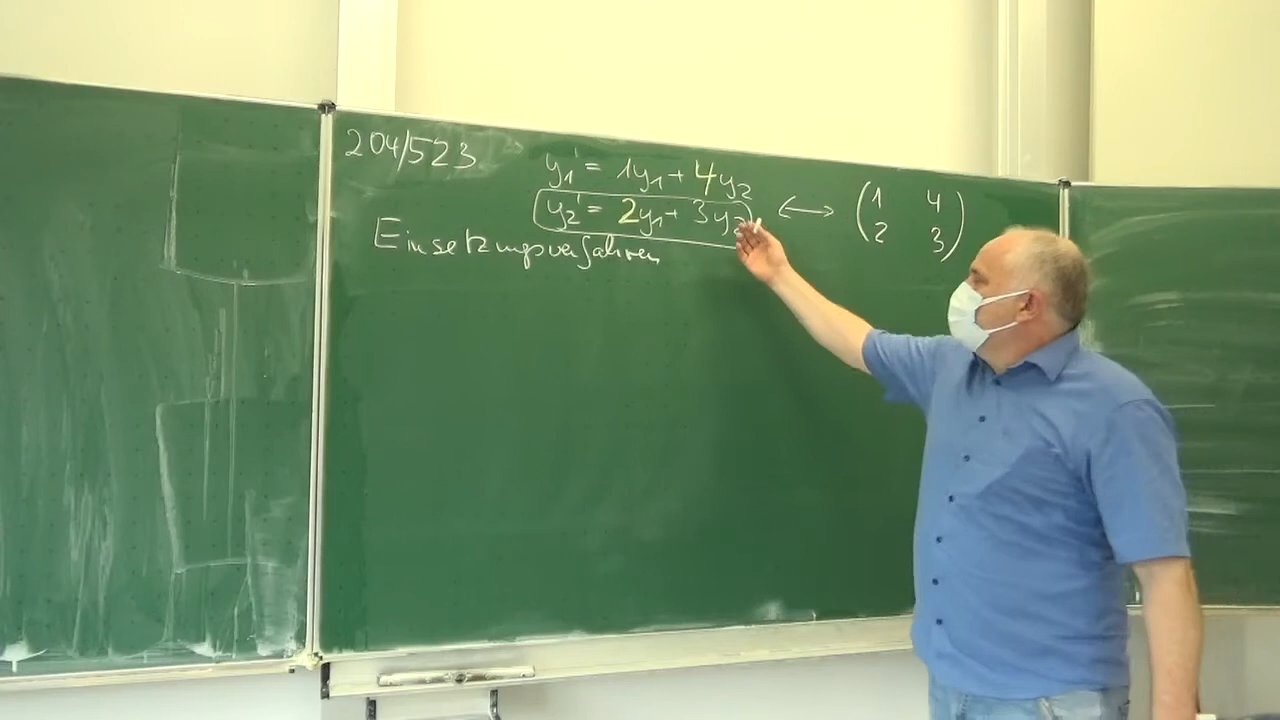 204/523
y₁' = 1y₁ + 4y₂
y₂' = 2y₁ + 3y₂ ↔ (1 4
2 3)
Einsetzungsverfahren